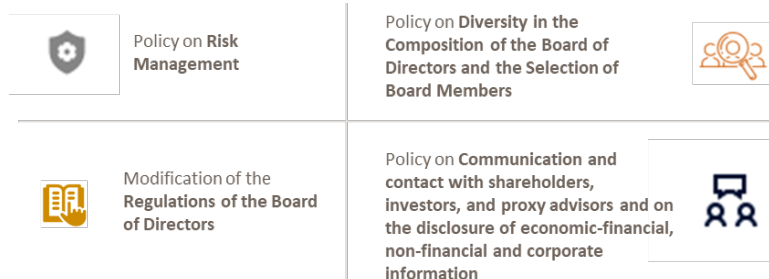 Policy on Risk
Management
Policy on Diversity in the
Composition of the Board of
Directors and the Selection of
Board Members
Modification of the
Regulations of the Board
of Directors
Policy on Communication and
contact with shareholders,
investors, and proxy advisors and on
the disclosure of economic-financial,
non-financial and corporate
information